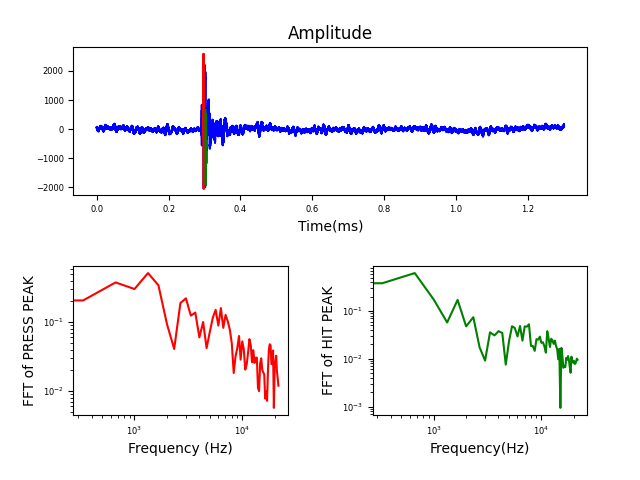 Amplitude
2000
1000
0
−1000
−2000
0.0 0.2 0.4 0.6 0.8 1.0 1.2
Time(ms)
FFT of PRESS PEAK
10⁻¹
10⁻²
10³ 10⁴
Frequency (Hz)
FFT of HIT PEAK
10⁻¹
10⁻²
10⁻³
10³ 10⁴
Frequency(Hz)